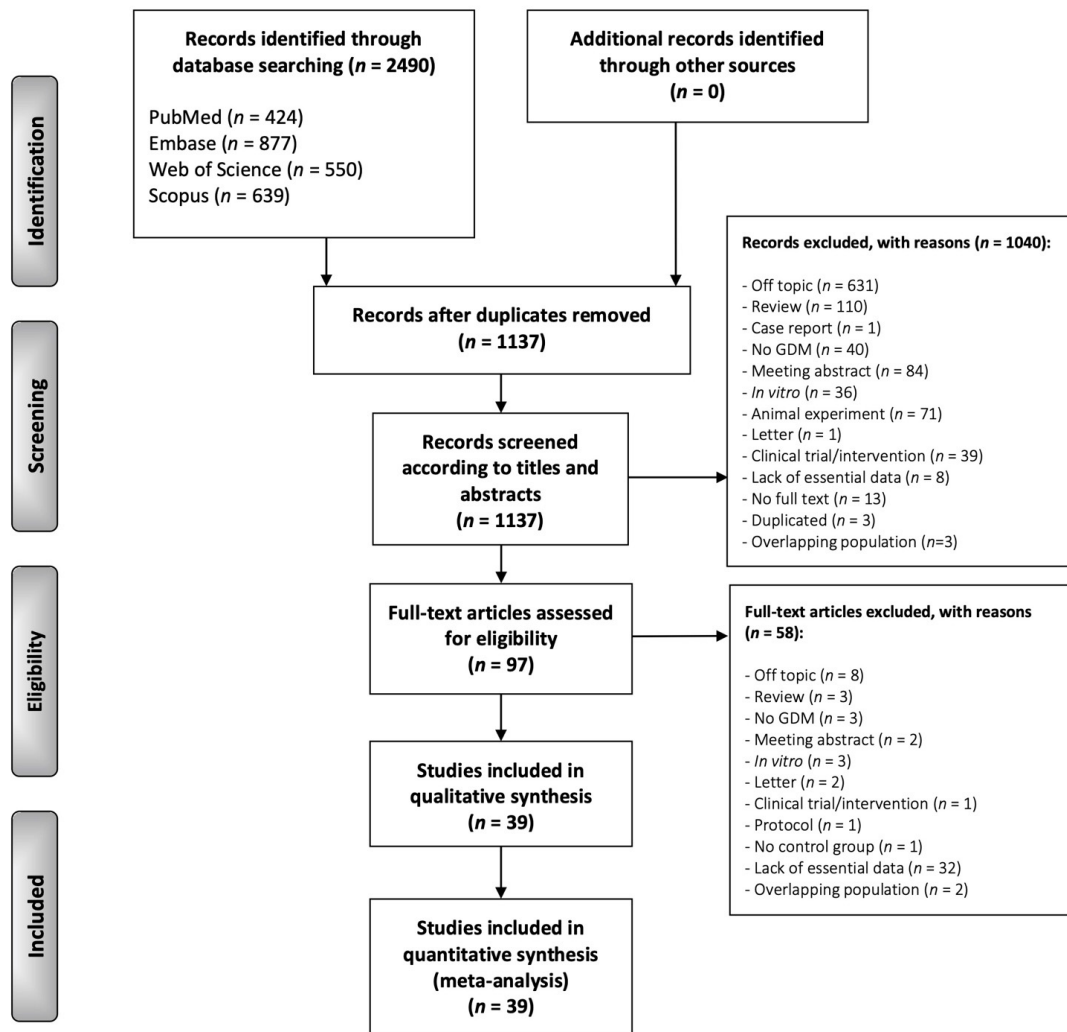 Records identified through
database searching (n = 2490)
PubMed (n = 424)
Embase (n = 877)
Web of Science (n = 550)
Scopus (n = 639)
Additional records identified
through other sources
(n = 0)
Identification
Records after duplicates removed
(n = 1137)
Records excluded, with reasons (n = 1040):
- Off topic (n = 631)
- Review (n = 110)
- Case report (n = 1)
- No GDM (n = 40)
- Meeting abstract (n = 84)
- In vitro (n = 36)
- Animal experiment (n = 71)
- Letter (n = 1)
- Clinical trial/intervention (n = 39)
- Lack of essential data (n = 8)
- No full text (n = 13)
- Duplicated (n = 3)
- Overlapping population (n=3)
Screening
Records screened
according to titles and
abstracts
(n = 1137)
Full-text articles assessed
for eligibility
(n = 97)
Full-text articles excluded, with reasons
(n = 58):
- Off topic (n = 8)
- Review (n = 3)
- No GDM (n = 3)
- Meeting abstract (n = 2)
- In vitro (n = 3)
- Letter (n = 2)
- Clinical trial/intervention (n = 1)
- Protocol (n = 1)
- No control group (n = 1)
- Lack of essential data (n = 32)
- Overlapping population (n = 2)
Eligibility
Studies included in
qualitative synthesis
(n = 39)
Included
Studies included in
quantitative synthesis
(meta-analysis)
(n = 39)